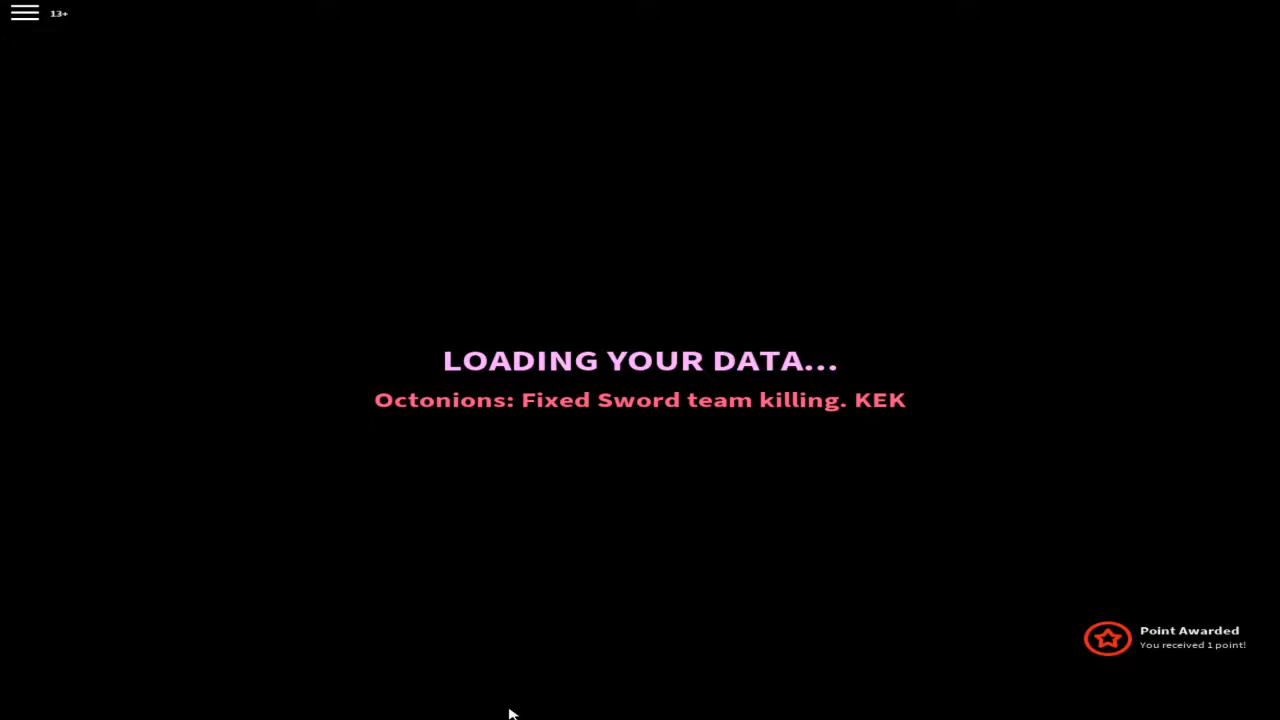 13+
LOADING YOUR DATA...
Octonions: Fixed Sword team killing. KEK
Point Awarded
You received 1 point!